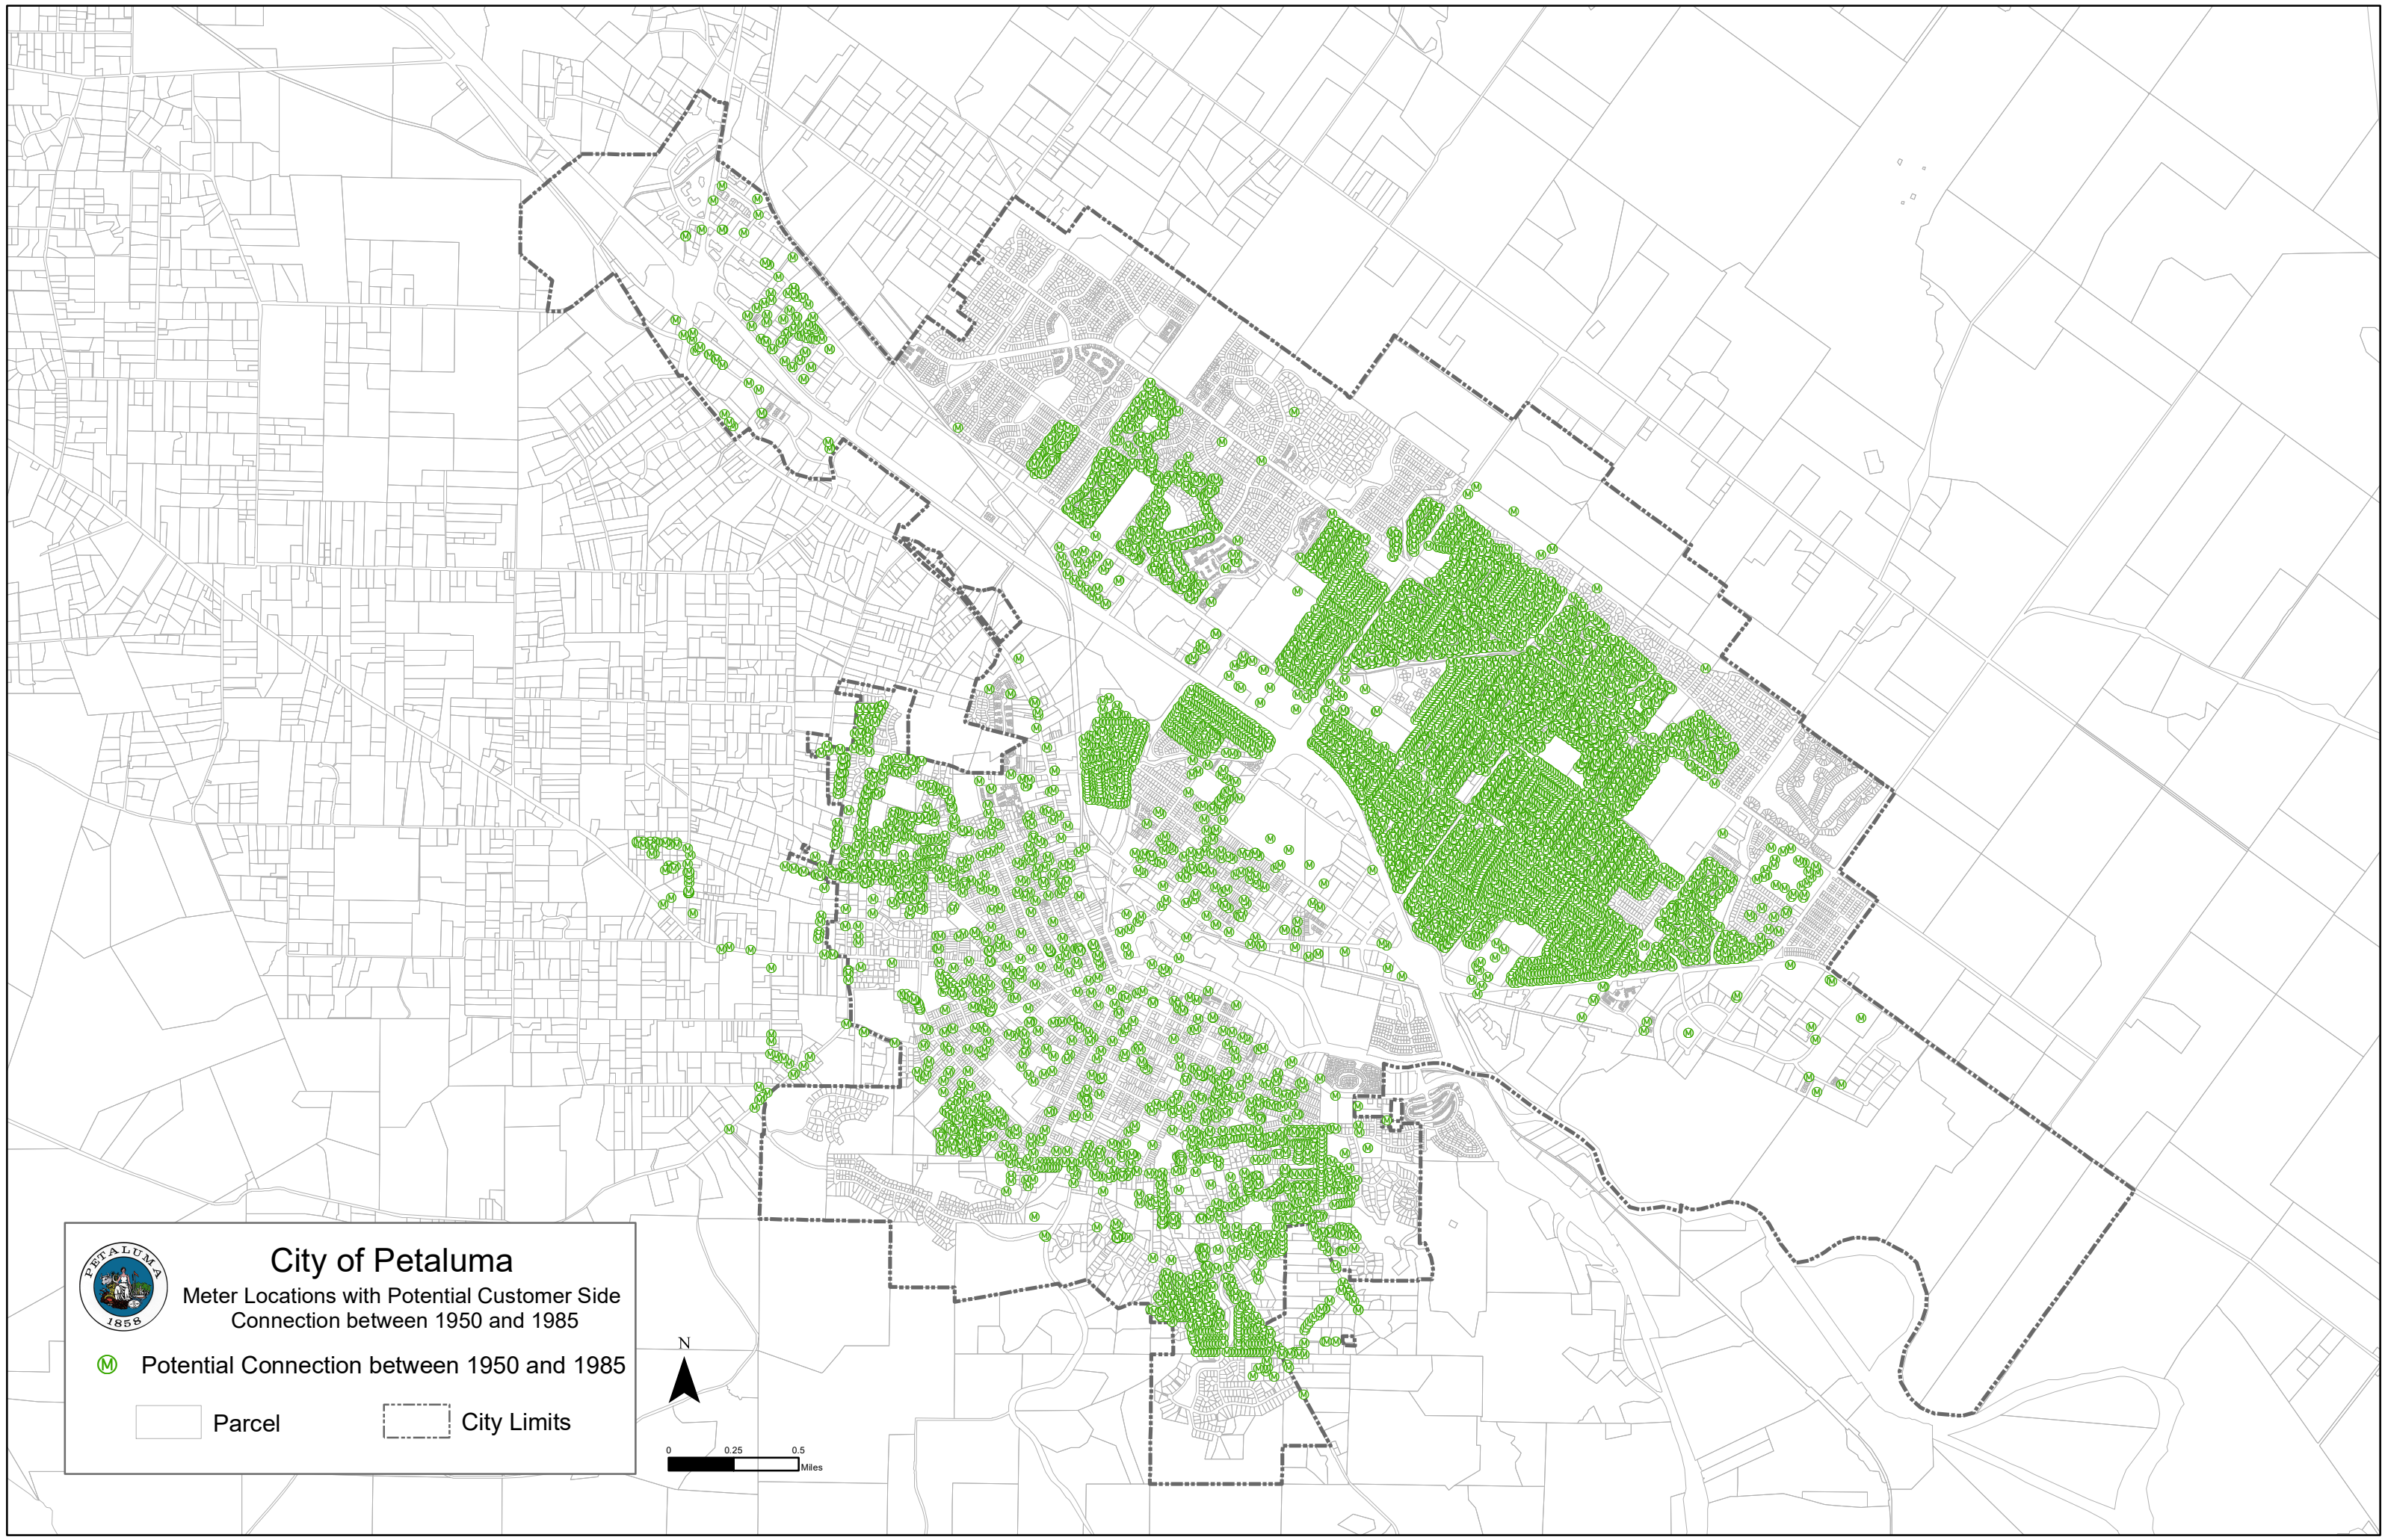 City of Petaluma
Meter Locations with Potential Customer Side
Connection between 1950 and 1985
PETALUMA
1858
Ⓜ Potential Connection between 1950 and 1985
Parcel
City Limits
N
0 0.25 0.5
Miles